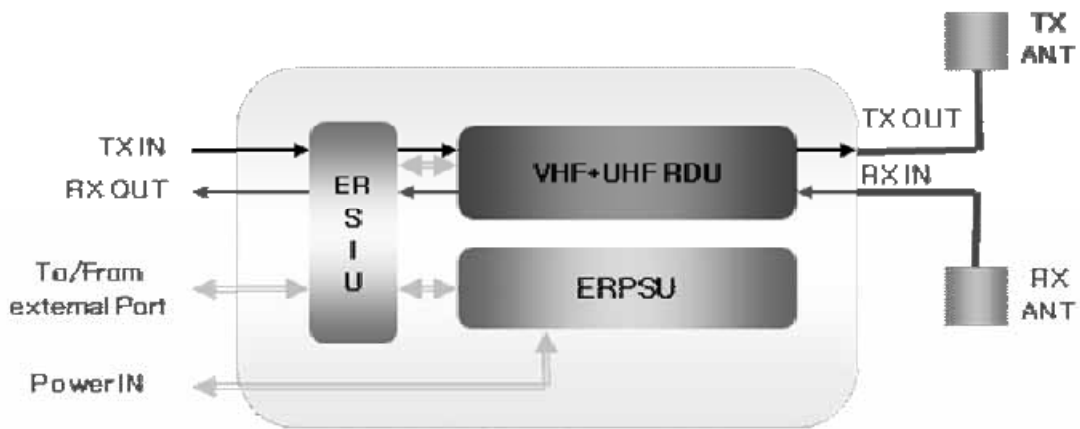 TX IN
RX OUT
To/From
external Port
Power IN
ER
S
I
U
VHF+UHF RDU
ERPSU
TX OUT
RX IN
TX
ANT
RX
ANT